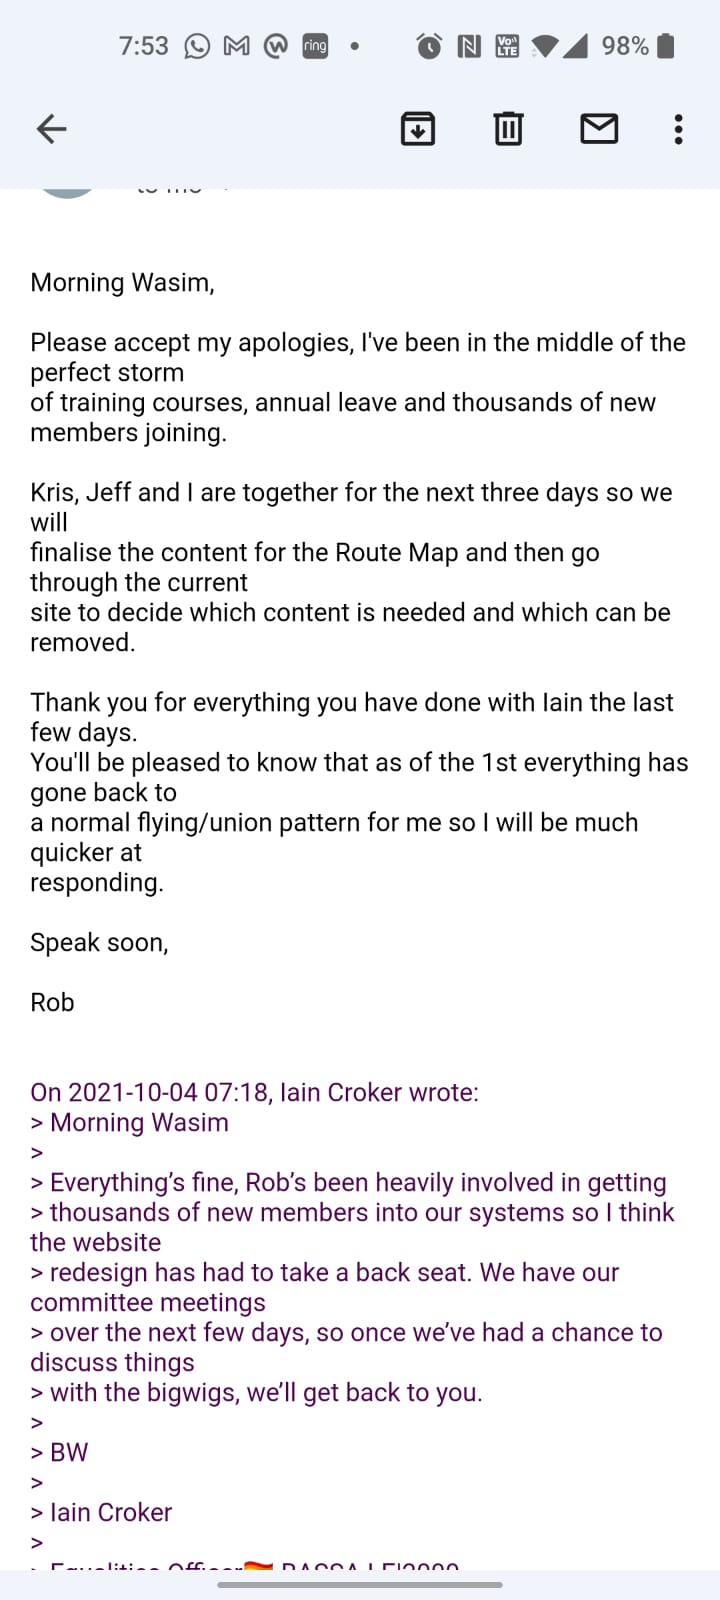 7:53 ring Vo)) LTE 98%
Morning Wasim,
Please accept my apologies, I've been in the middle of the
perfect storm
of training courses, annual leave and thousands of new
members joining.
Kris, Jeff and I are together for the next three days so we
will
finalise the content for the Route Map and then go
through the current
site to decide which content is needed and which can be
removed.
Thank you for everything you have done with Iain the last
few days.
You'll be pleased to know that as of the 1st everything has
gone back to
a normal flying/union pattern for me so I will be much
quicker at
responding.
Speak soon,
Rob
On 2021-10-04 07:18, Iain Croker wrote:
> Morning Wasim
>
> Everything’s fine, Rob’s been heavily involved in getting
> thousands of new members into our systems so I think
the website
> redesign has had to take a back seat. We have our
committee meetings
> over the next few days, so once we’ve had a chance to
discuss things
> with the bigwigs, we’ll get back to you.
>
> BW
>
> Iain Croker
>